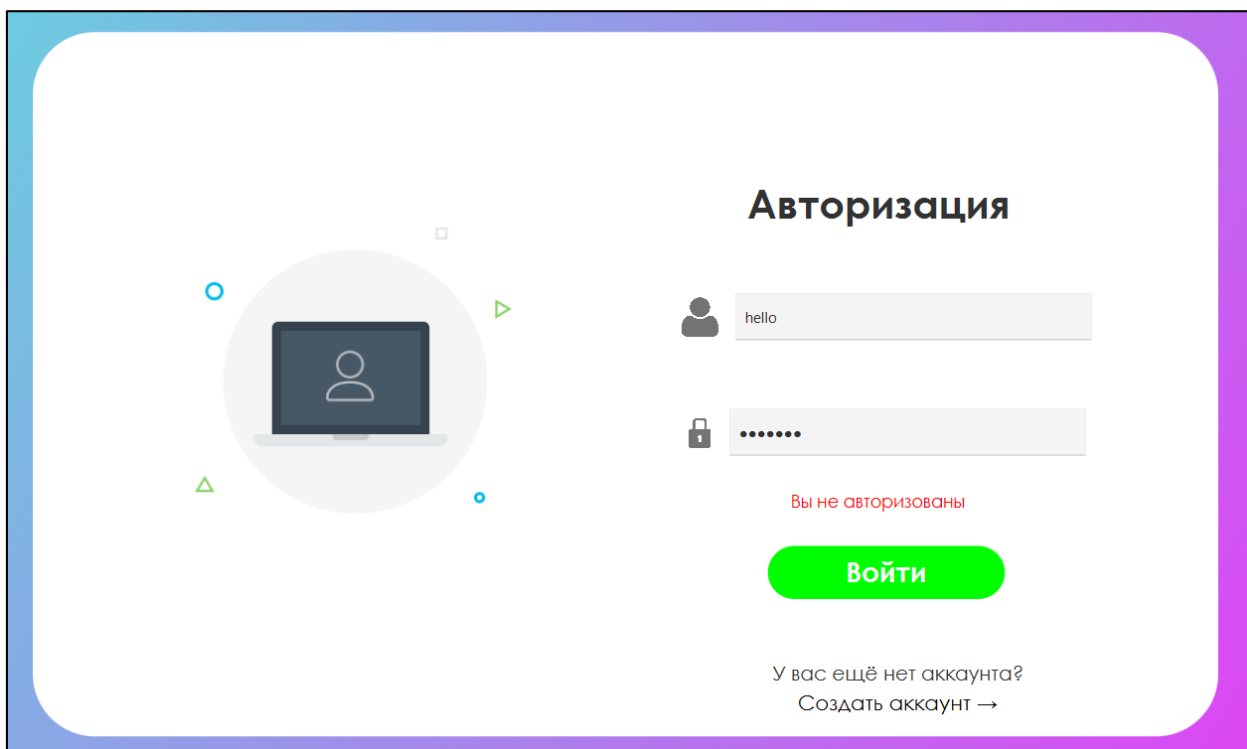 Авторизация
hello
•••••••
Вы не авторизованы
Войти
У вас ещё нет аккаунта?
Создать аккаунт →